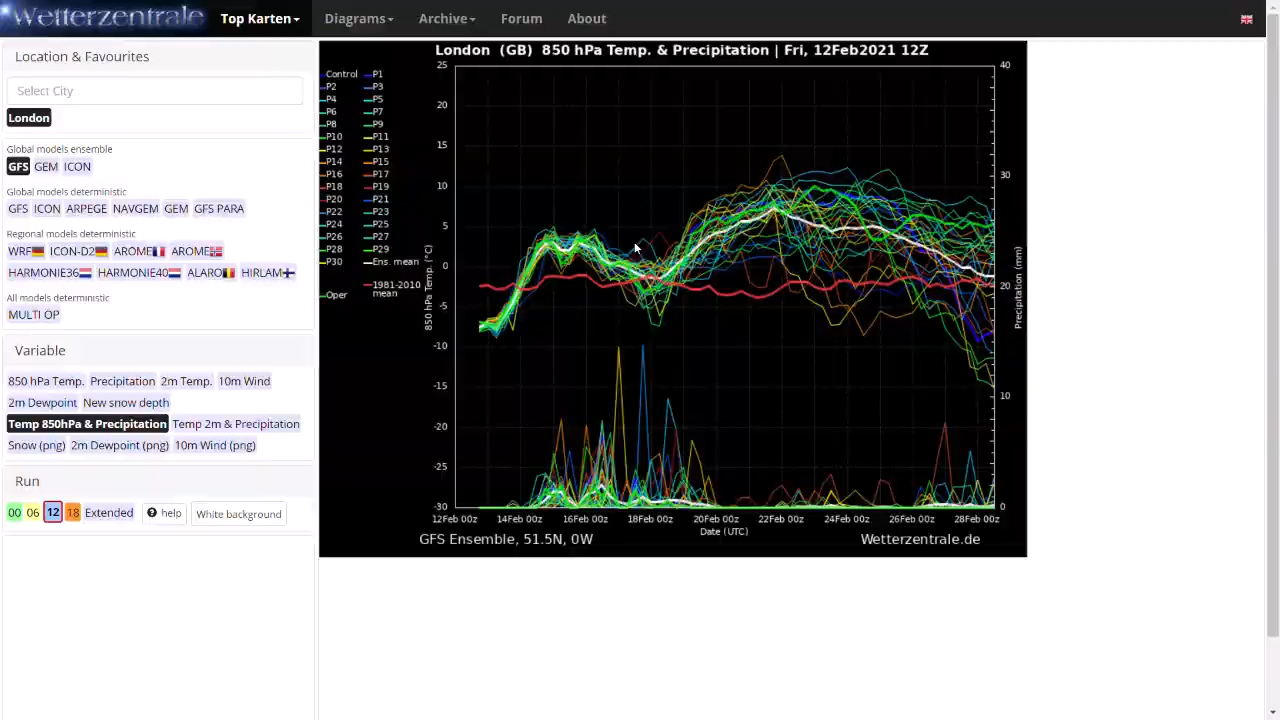 Wetterzentrale Top Karten Diagrams Archive Forum About
Location & Favourites
Select City
London
Global models ensemble
GFS GEM ICON
Global models deterministic
GFS ICON ARPEGE NAVGEM GEM GFS PARA
Regional models deterministic
WRF ICON-D2 AROME AROME
HARMONIE36 HARMONIE40 ALARO HIRLAM
All models deterministic
MULTI OP
Variable
850 hPa Temp. Precipitation 2m Temp. 10m Wind
2m Dewpoint New snow depth
Temp 850hPa & Precipitation Temp 2m & Precipitation
Snow (png) 2m Dewpoint (png) 10m Wind (png)
Run
00 06 12 18 Extended help White background
London (GB) 850 hPa Temp. & Precipitation | Fri, 12Feb2021 12Z
Control P1
P2 P3
P4 P5
P6 P7
P8 P9
P10 P11
P12 P13
P14 P15
P16 P17
P18 P19
P20 P21
P22 P23
P24 P25
P26 P27
P28 P29
P30 Ens. mean
Oper 1981-2010
mean
850 hPa Temp. (°C)
25
20
15
10
5
0
-5
-10
-15
-20
-25
-30
40
30
20
10
0
Precipitation (mm)
12Feb 00z 14Feb 00z 16Feb 00z 18Feb 00z 20Feb 00z 22Feb 00z 24Feb 00z 26Feb 00z 28Feb 00z
Date (UTC)
GFS Ensemble, 51.5N, 0W Wetterzentrale.de